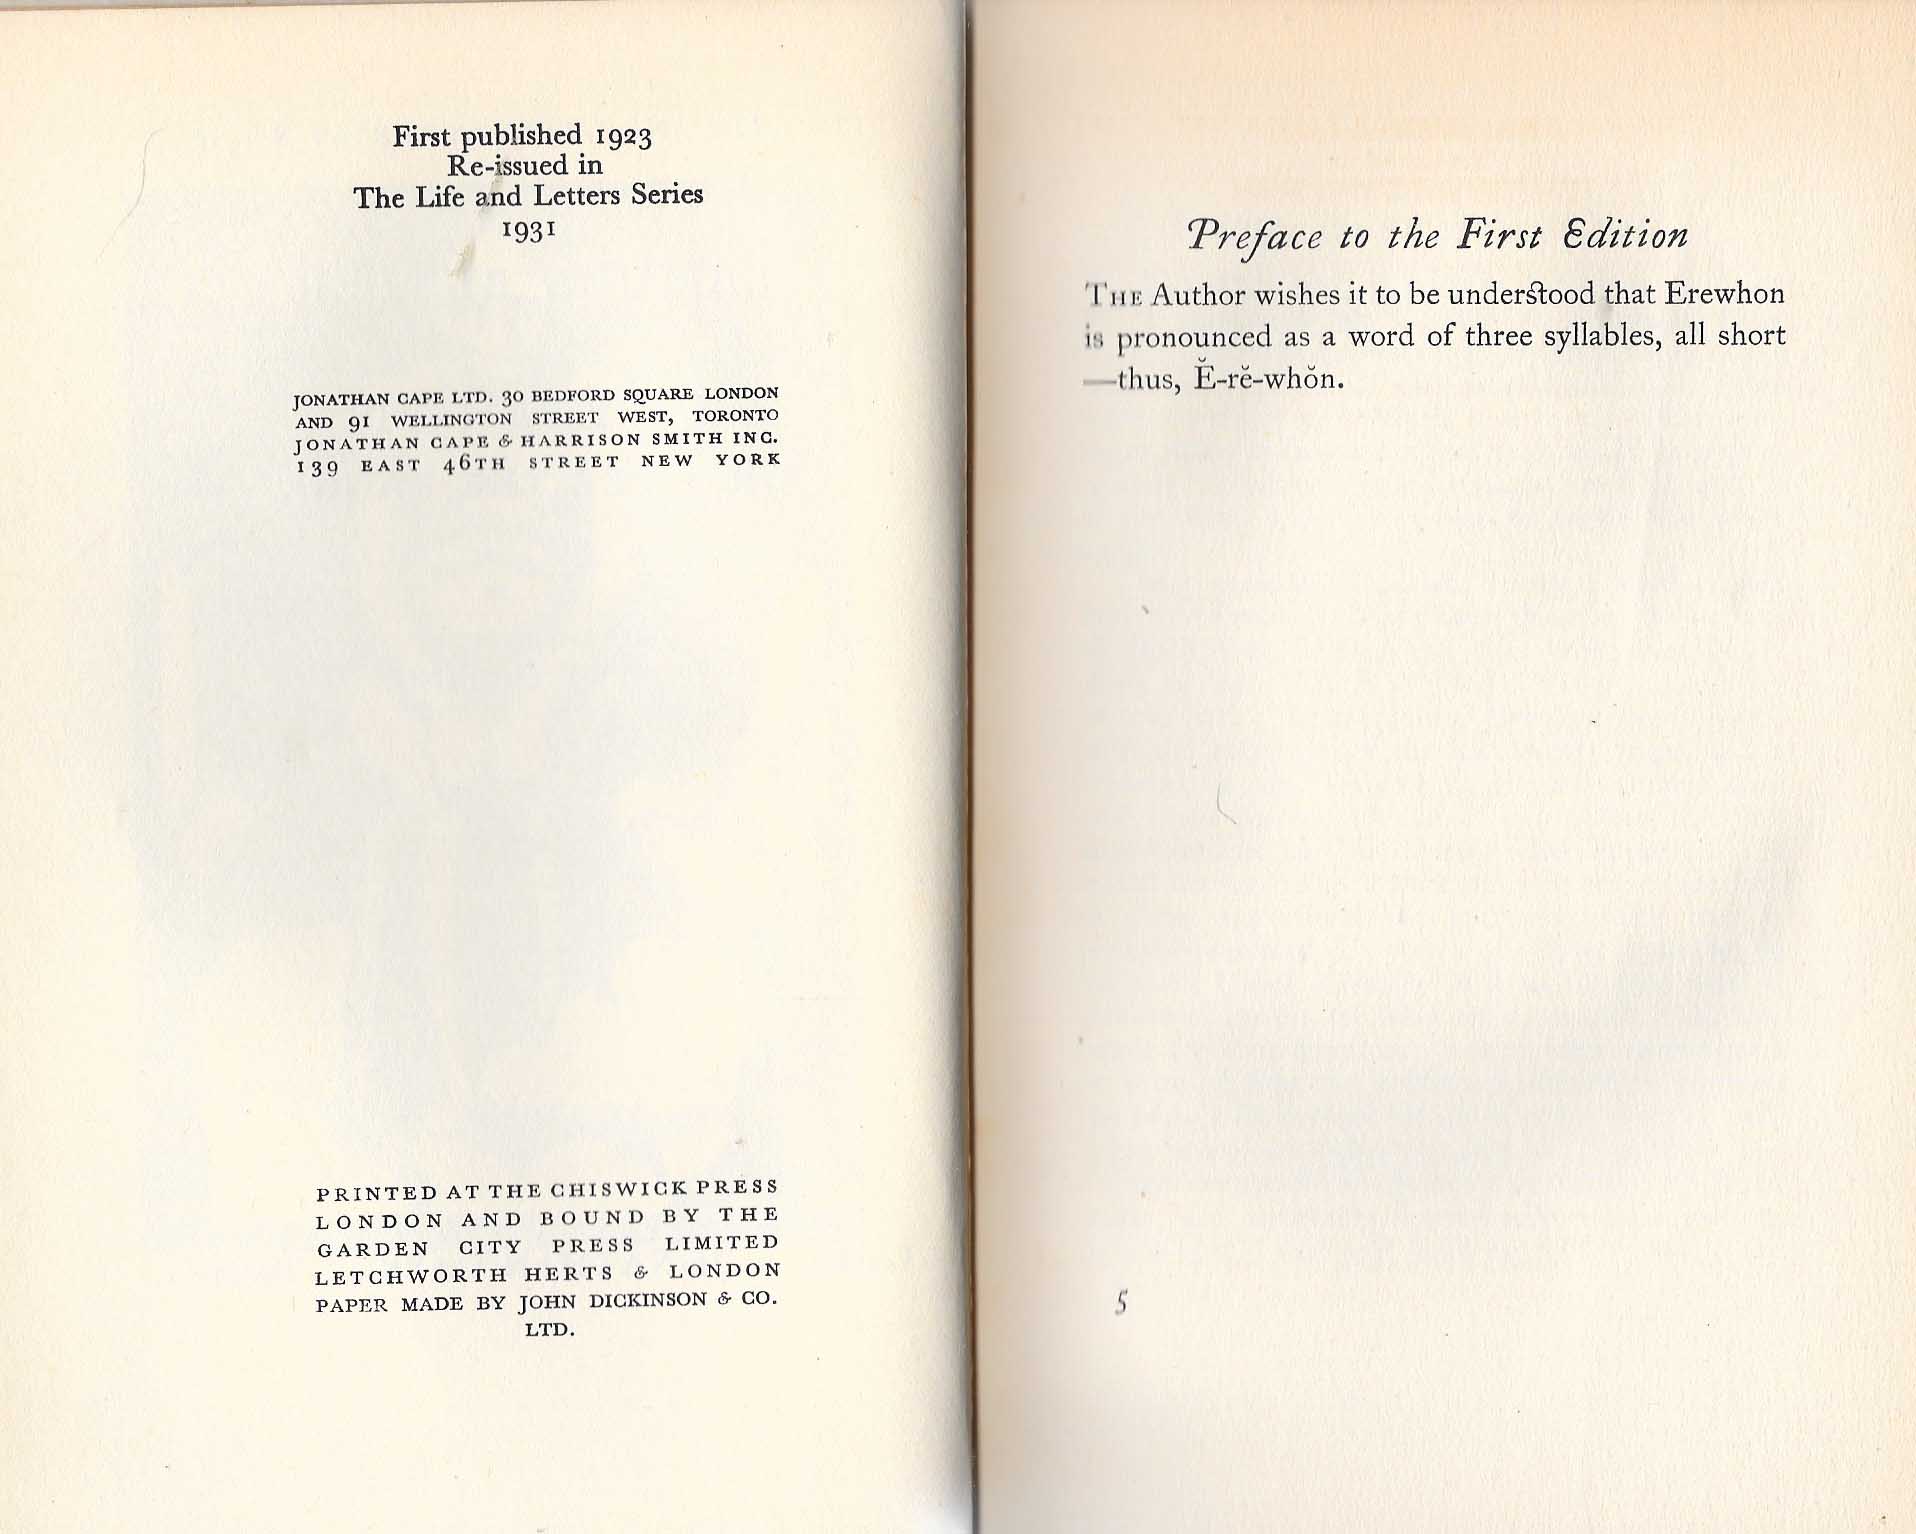 First published 1923
Re-issued in
The Life and Letters Series
1931
JONATHAN CAPE LTD. 30 BEDFORD SQUARE LONDON
AND 91 WELLINGTON STREET WEST, TORONTO
JONATHAN CAPE & HARRISON SMITH INC.
139 EAST 46TH STREET NEW YORK
PRINTED AT THE CHISWICK PRESS
LONDON AND BOUND BY THE
GARDEN CITY PRESS LIMITED
LETCHWORTH HERTS & LONDON
PAPER MADE BY JOHN DICKINSON & CO.
LTD.
Preface to the First Edition
THE Author wishes it to be understood that Erewhon
is pronounced as a word of three syllables, all short
—thus, Ĕ-rĕ-whŏn.
5